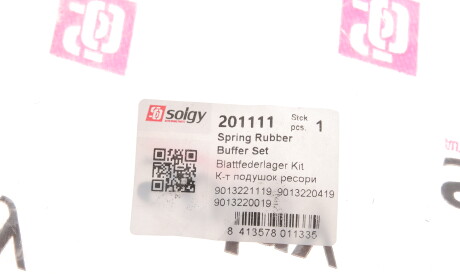 solgy
201111 Stck pcs. 1
Spring Rubber
Buffer Set
Blattfederlager Kit
К-т подушок ресори
9013221119 9013220419
9013220019
8 413578 011335